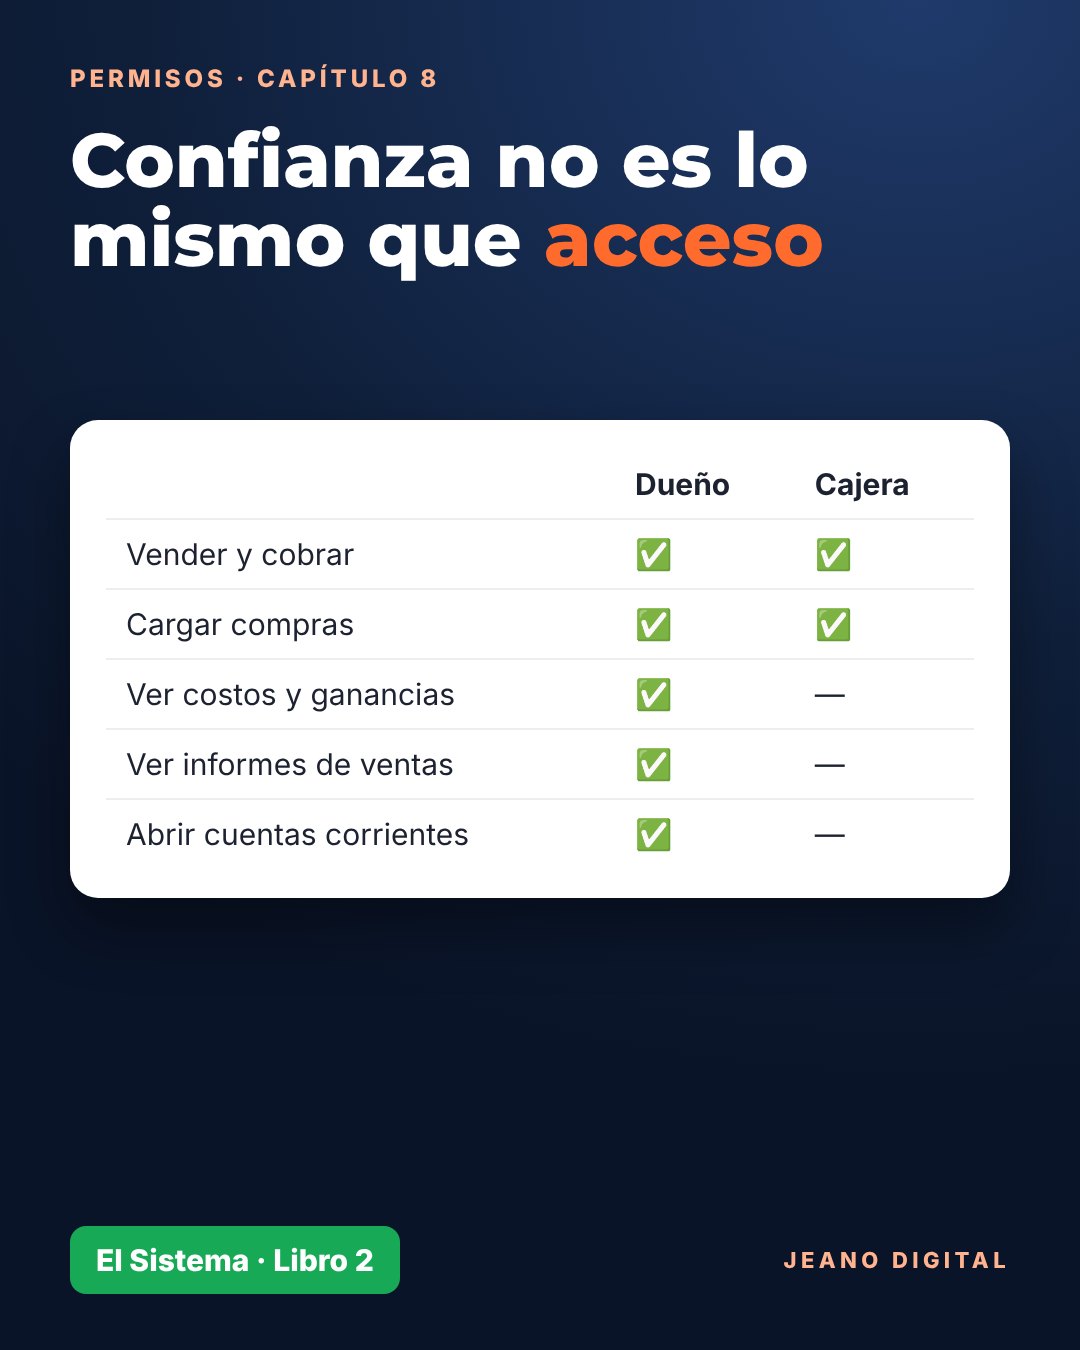 PERMISOS · CAPÍTULO 8
Confianza no es lo
mismo que acceso
Dueño Cajera
Vender y cobrar ✅ ✅
Cargar compras ✅ ✅
Ver costos y ganancias ✅ —
Ver informes de ventas ✅ —
Abrir cuentas corrientes ✅ —
El Sistema · Libro 2
JEANO DIGITAL